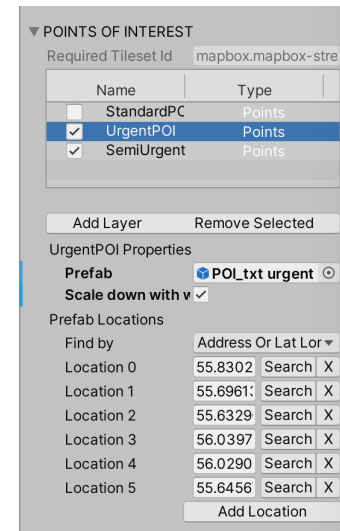 POINTS OF INTEREST
Required Tileset Id mapbox.mapbox-stre
Name Type
StandardPC Points
UrgentPOI Points
SemiUrgent Points
Add Layer Remove Selected
UrgentPOI Properties
Prefab POI_txt urgent
Scale down with w
Prefab Locations
Find by Address Or Lat Lor
Location 0 55.8302 Search X
Location 1 55.6961 Search X
Location 2 55.6329 Search X
Location 3 56.0397 Search X
Location 4 56.0290 Search X
Location 5 55.6456 Search X
Add Location